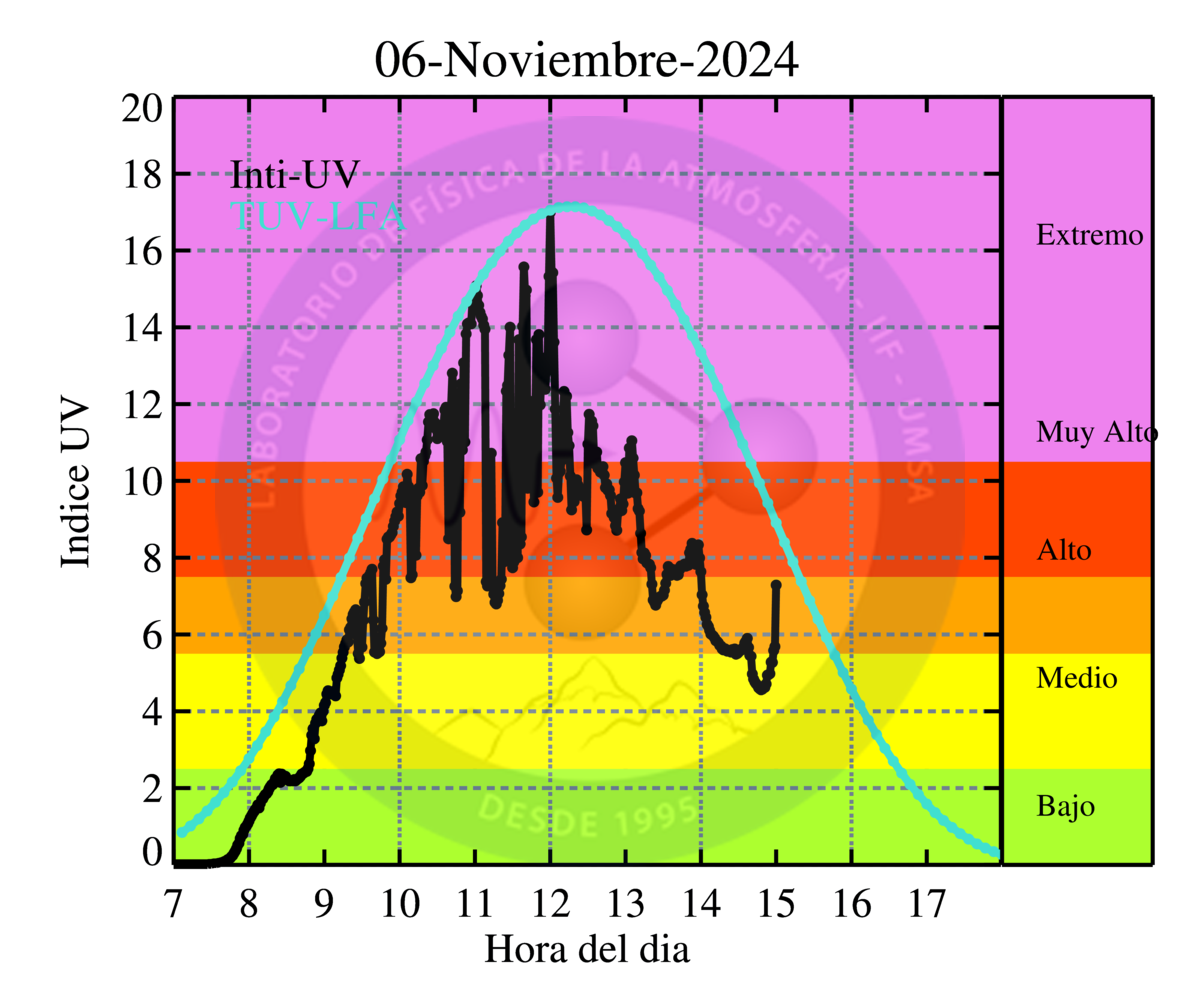 06-Noviembre-2024
20
18
16
14
12
10
8
6
4
2
0
Indice UV
Inti-UV
TUV-LFA
LABORATORIO DE FÍSICA DE LA ATMÓSFERA - IIF - UMSA
DESDE 1995
Extremo
Muy Alto
Alto
Medio
Bajo
7 8 9 10 11 12 13 14 15 16 17
Hora del dia